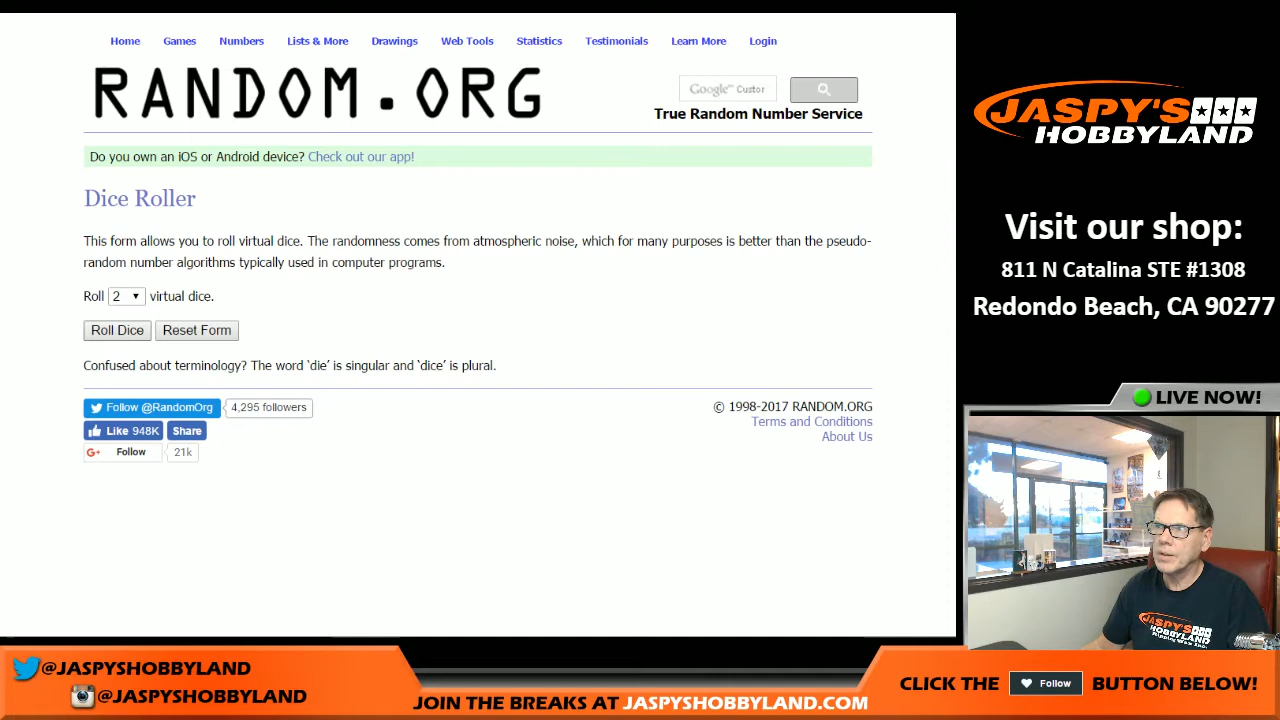 Home Games Numbers Lists & More Drawings Web Tools Statistics Testimonials Learn More Login
RANDOM.ORG
Google™ Custor
True Random Number Service
Do you own an iOS or Android device? Check out our app!
Dice Roller
This form allows you to roll virtual dice. The randomness comes from atmospheric noise, which for many purposes is better than the pseudo-
random number algorithms typically used in computer programs.
Roll 2 virtual dice.
Roll Dice Reset Form
Confused about terminology? The word ‘die’ is singular and ‘dice’ is plural.
Follow @RandomOrg 4,295 followers
Like 948K Share
G+ Follow 21k
© 1998-2017 RANDOM.ORG
Terms and Conditions
About Us
JASPY'S
HOBBYLAND
Visit our shop:
811 N Catalina STE #1308
Redondo Beach, CA 90277
LIVE NOW!
JASPY'S
HOBBYLAND
@JASPYSHOBBYLAND
@JASPYSHOBBYLAND
JOIN THE BREAKS AT JASPYSHOBBYLAND.COM
CLICK THE Follow BUTTON BELOW!